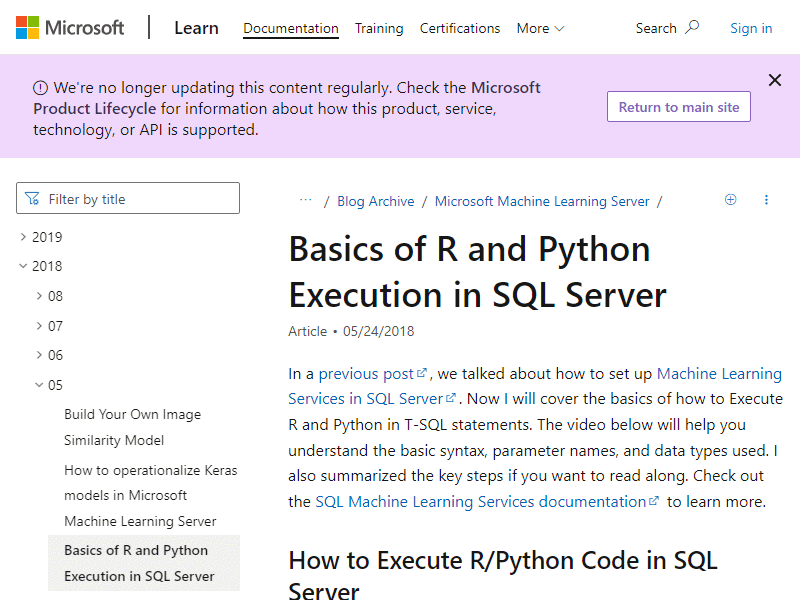 Microsoft Learn Documentation Training Certifications More Search Sign in
We're no longer updating this content regularly. Check the Microsoft
Product Lifecycle for information about how this product, service,
technology, or API is supported.
Return to main site
Filter by title
2019
2018
08
07
06
05
Build Your Own Image
Similarity Model
How to operationalize Keras
models in Microsoft
Machine Learning Server
Basics of R and Python
Execution in SQL Server
... / Blog Archive / Microsoft Machine Learning Server /
Basics of R and Python
Execution in SQL Server
Article • 05/24/2018
In a previous post, we talked about how to set up Machine Learning
Services in SQL Server. Now I will cover the basics of how to Execute
R and Python in T-SQL statements. The video below will help you
understand the basic syntax, parameter names, and data types used. I
also summarized the key steps if you want to read along. Check out
the SQL Machine Learning Services documentation to learn more.
How to Execute R/Python Code in SQL
Server